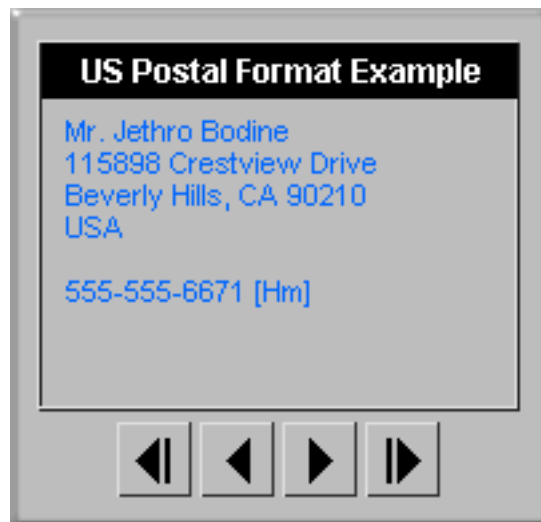 US Postal Format Example
Mr. Jethro Bodine
115898 Crestview Drive
Beverly Hills, CA 90210
USA
555-555-6671 [Hm]